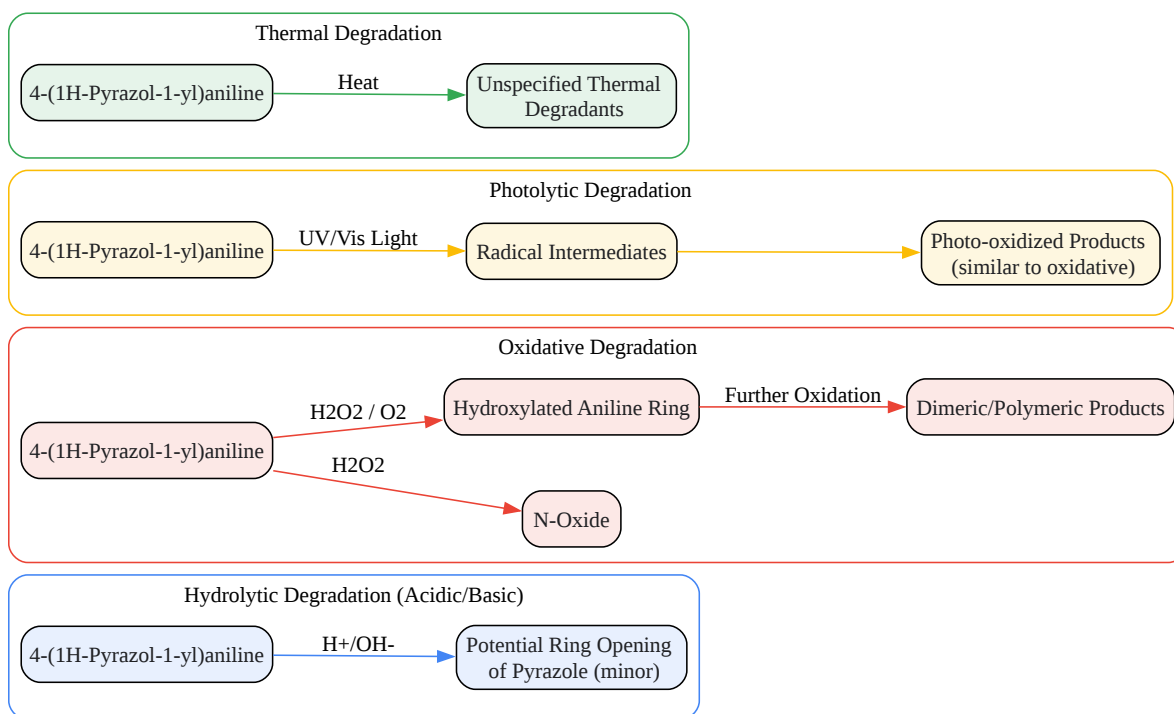 Thermal Degradation
4-(1H-Pyrazol-1-yl)aniline
Heat
Unspecified Thermal
Degradants
Photolytic Degradation
4-(1H-Pyrazol-1-yl)aniline
UV/Vis Light
Radical Intermediates
Photo-oxidized Products
(similar to oxidative)
Oxidative Degradation
4-(1H-Pyrazol-1-yl)aniline
H2O2 / O2
Hydroxylated Aniline Ring
Further Oxidation
Dimeric/Polymeric Products
H2O2
N-Oxide
Hydrolytic Degradation (Acidic/Basic)
4-(1H-Pyrazol-1-yl)aniline
H+/OH-
Potential Ring Opening
of Pyrazole (minor)